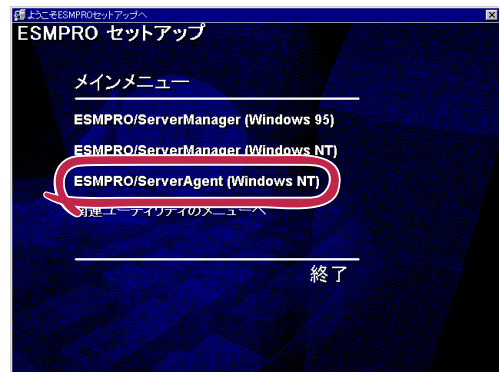 ようこそESMPROセットアップへ
ESMPRO セットアップ
メインメニュー
ESMPRO/ServerManager (Windows 95)
ESMPRO/ServerManager (Windows NT)
ESMPRO/ServerAgent (Windows NT)
関連ユーティリティのメニューへ
終了